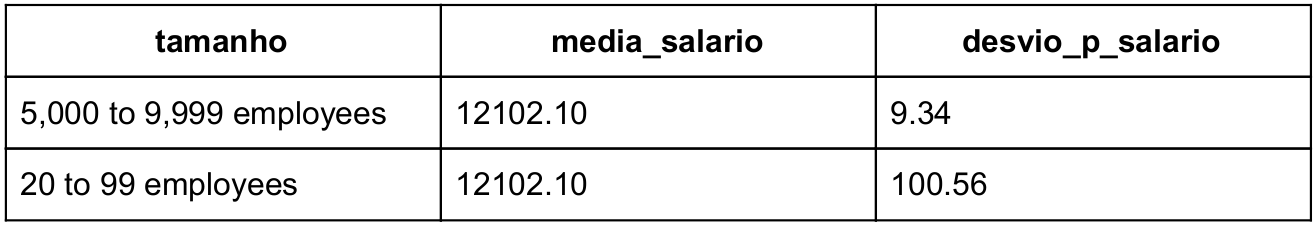 tamanho media_salario desvio_p_salario
5,000 to 9,999 employees 12102.10 9.34
20 to 99 employees 12102.10 100.56